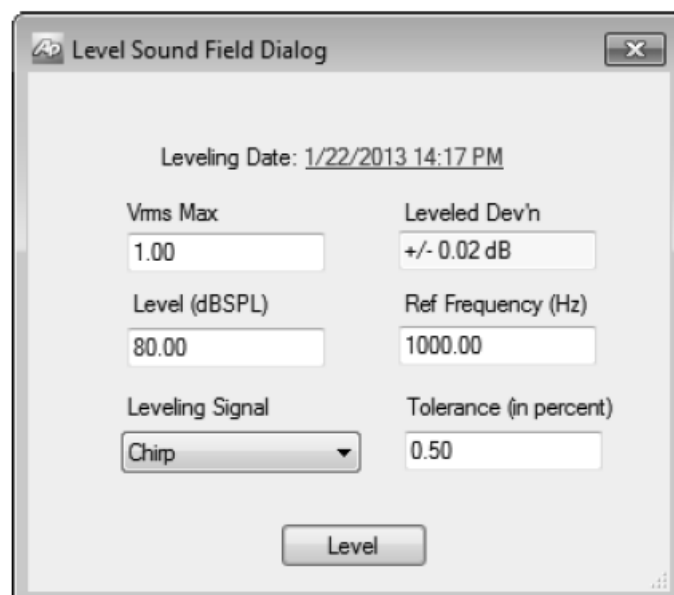 Ap Level Sound Field Dialog
Leveling Date: 1/22/2013 14:17 PM
Vrms Max Leveled Dev'n
1.00 +/- 0.02 dB
Level (dBSPL) Ref Frequency (Hz)
80.00 1000.00
Leveling Signal Tolerance (in percent)
Chirp 0.50
Level